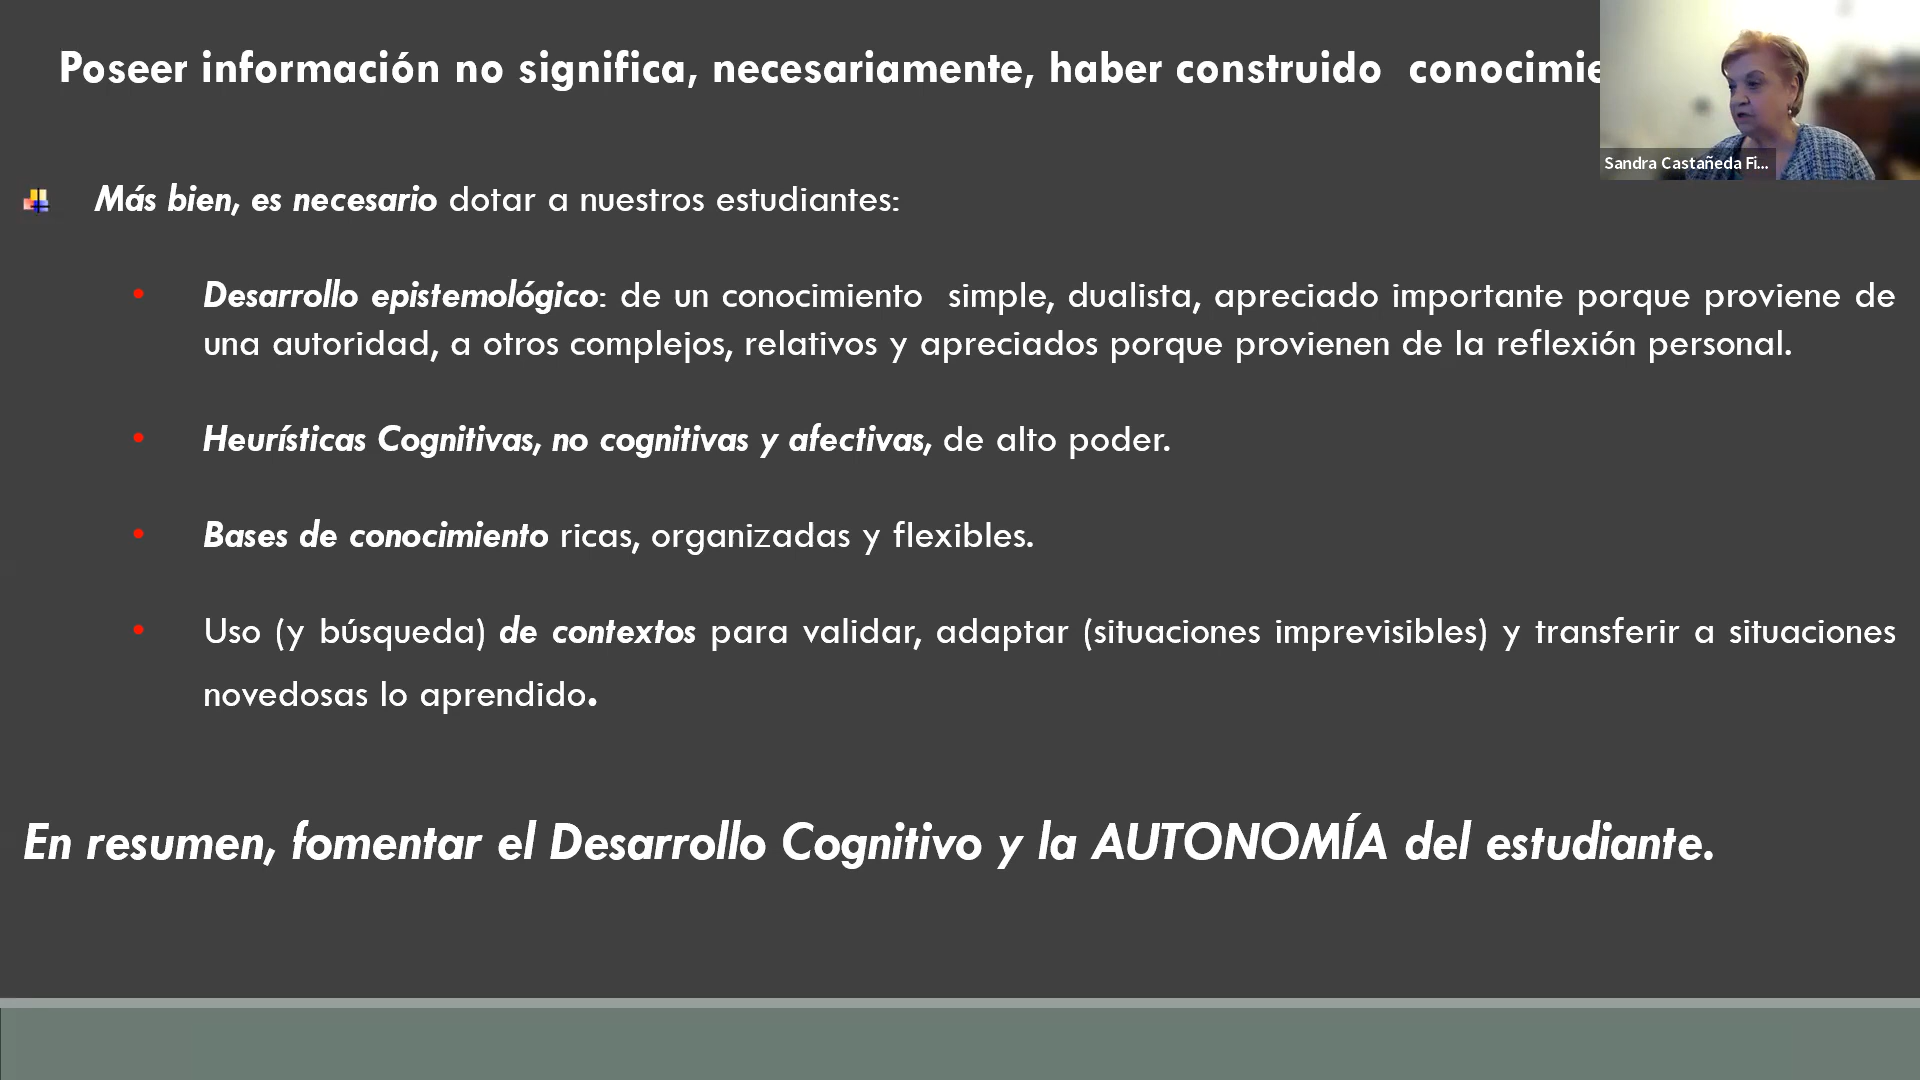 Poseer información no significa, necesariamente, haber construido conocimie
Sandra Castañeda Fi...
Más bien, es necesario dotar a nuestros estudiantes:
• Desarrollo epistemológico: de un conocimiento simple, dualista, apreciado importante porque proviene de
una autoridad, a otros complejos, relativos y apreciados porque provienen de la reflexión personal.
• Heurísticas Cognitivas, no cognitivas y afectivas, de alto poder.
• Bases de conocimiento ricas, organizadas y flexibles.
• Uso (y búsqueda) de contextos para validar, adaptar (situaciones imprevisibles) y transferir a situaciones
novedosas lo aprendido.
En resumen, fomentar el Desarrollo Cognitivo y la AUTONOMÍA del estudiante.